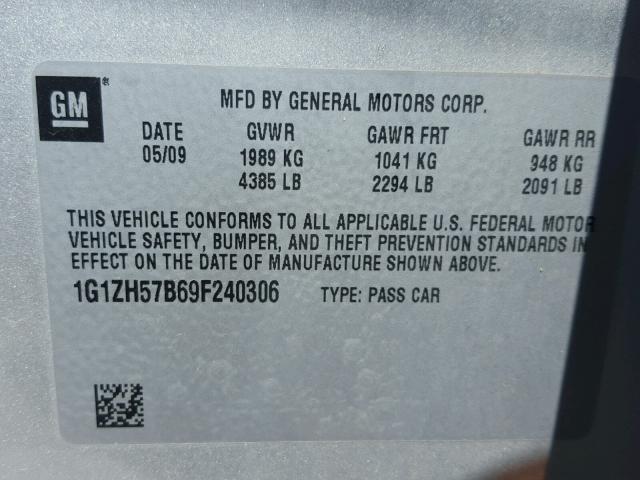 GM ®
MFD BY GENERAL MOTORS CORP.
DATE GVWR GAWR FRT GAWR RR
05/09 1989 KG 1041 KG 948 KG
4385 LB 2294 LB 2091 LB
THIS VEHICLE CONFORMS TO ALL APPLICABLE U.S. FEDERAL MOTOR
VEHICLE SAFETY, BUMPER, AND THEFT PREVENTION STANDARDS IN
EFFECT ON THE DATE OF MANUFACTURE SHOWN ABOVE.
1G1ZH57B69F240306 TYPE: PASS CAR